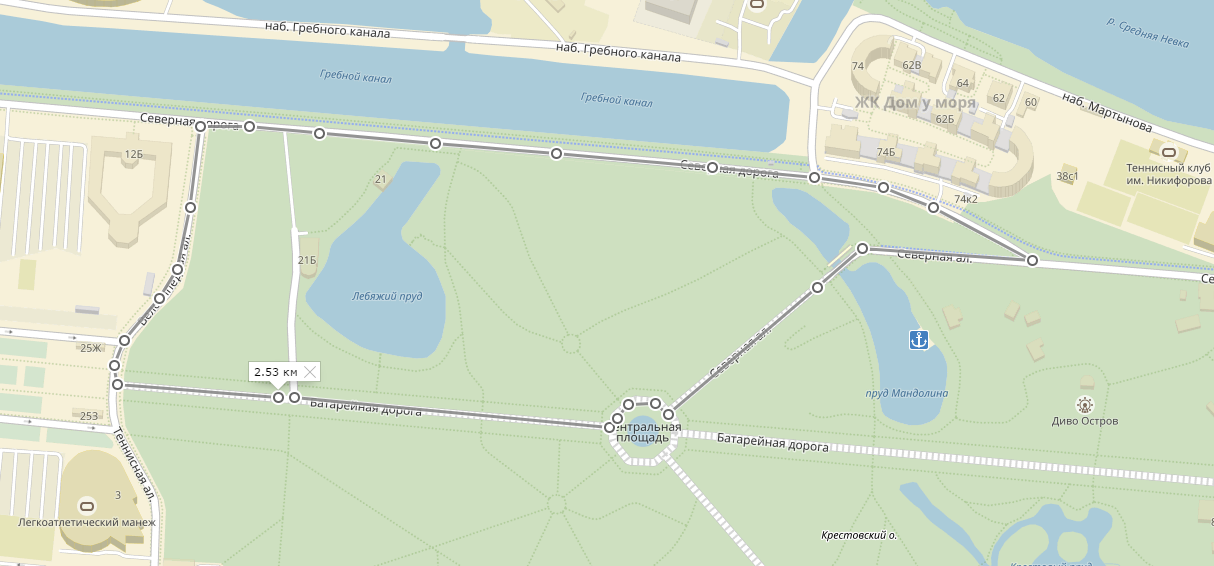 наб. Гребного канала
наб. Гребного канала
р. Средняя Невка
Гребной канал
Гребной канал
74
62В
64
62
60
наб. Мартынова
ЖК Дом у моря
62Б
Северная дорога
12Б
74Б
Теннисный клуб
им. Никифорова
38с1
Северная дорога
21
74к2
21Б
Северная ал.
Се
Лебяжий пруд
25Ж
Северная ал.
2.53 км
пруд Мандолина
Диво Остров
253
Батарейная дорога
площадь
Батарейная дорога
Теннисная ал.
3
Легкоатлетический манеж
Крестовский о.